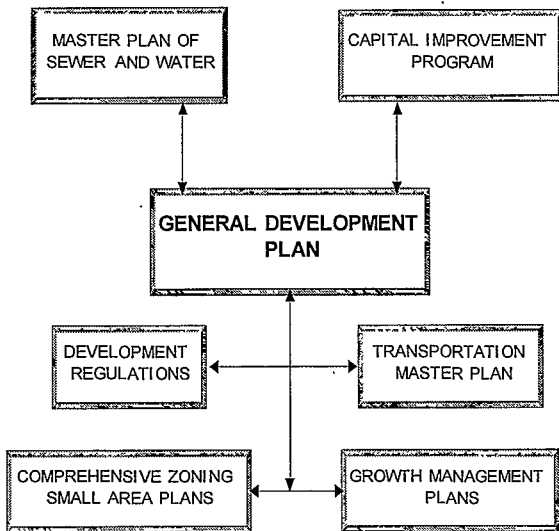 MASTER PLAN OF
SEWER AND WATER
CAPITAL IMPROVEMENT
PROGRAM
GENERAL DEVELOPMENT
PLAN
DEVELOPMENT
REGULATIONS
TRANSPORTATION
MASTER PLAN
COMPREHENSIVE ZONING
SMALL AREA PLANS
GROWTH MANAGEMENT
PLANS